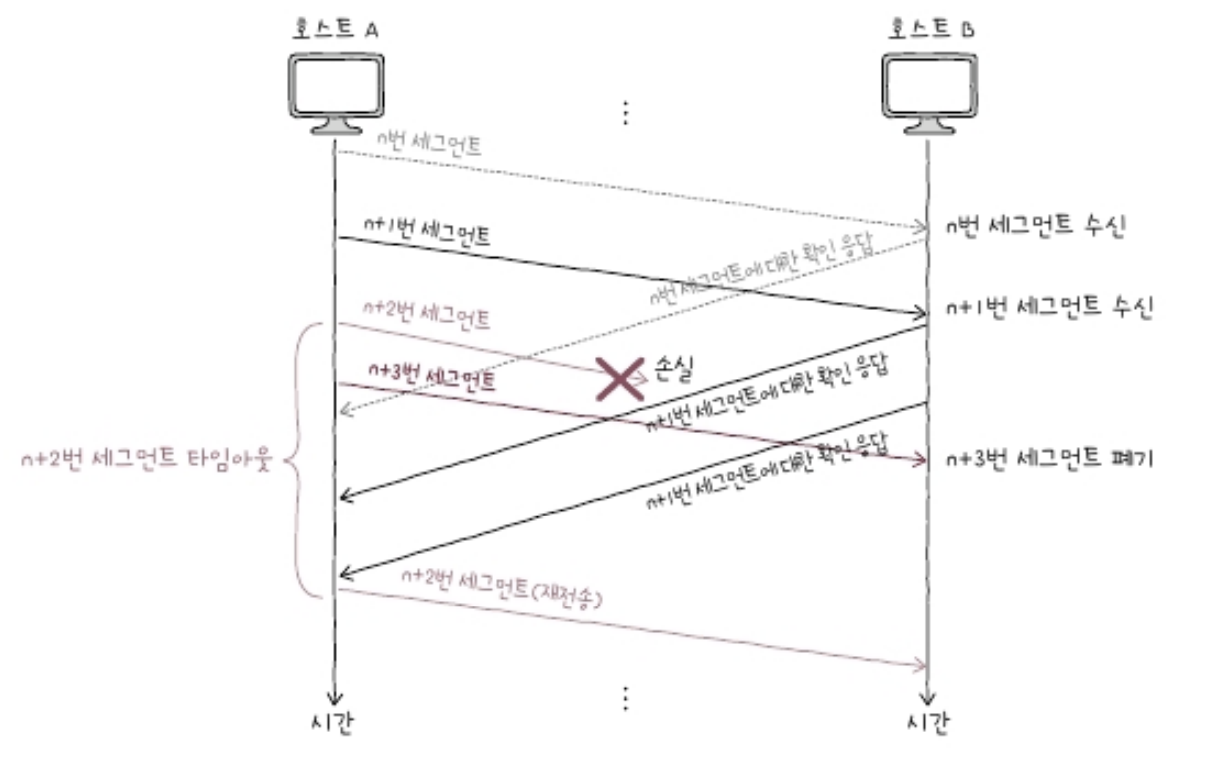 호스트 A
호스트 B
⋮
n번 세그먼트
n번 세그먼트 수신
n+1번 세그먼트
n번 세그먼트에 대한 확인 응답
n+1번 세그먼트 수신
n+2번 세그먼트
손실
n+3번 세그먼트
n+1번 세그먼트에 대한 확인 응답
n+2번 세그먼트 타임아웃
n+1번 세그먼트에 대한 확인 응답
n+3번 세그먼트 폐기
n+2번 세그먼트(재전송)
⋮
시간
시간